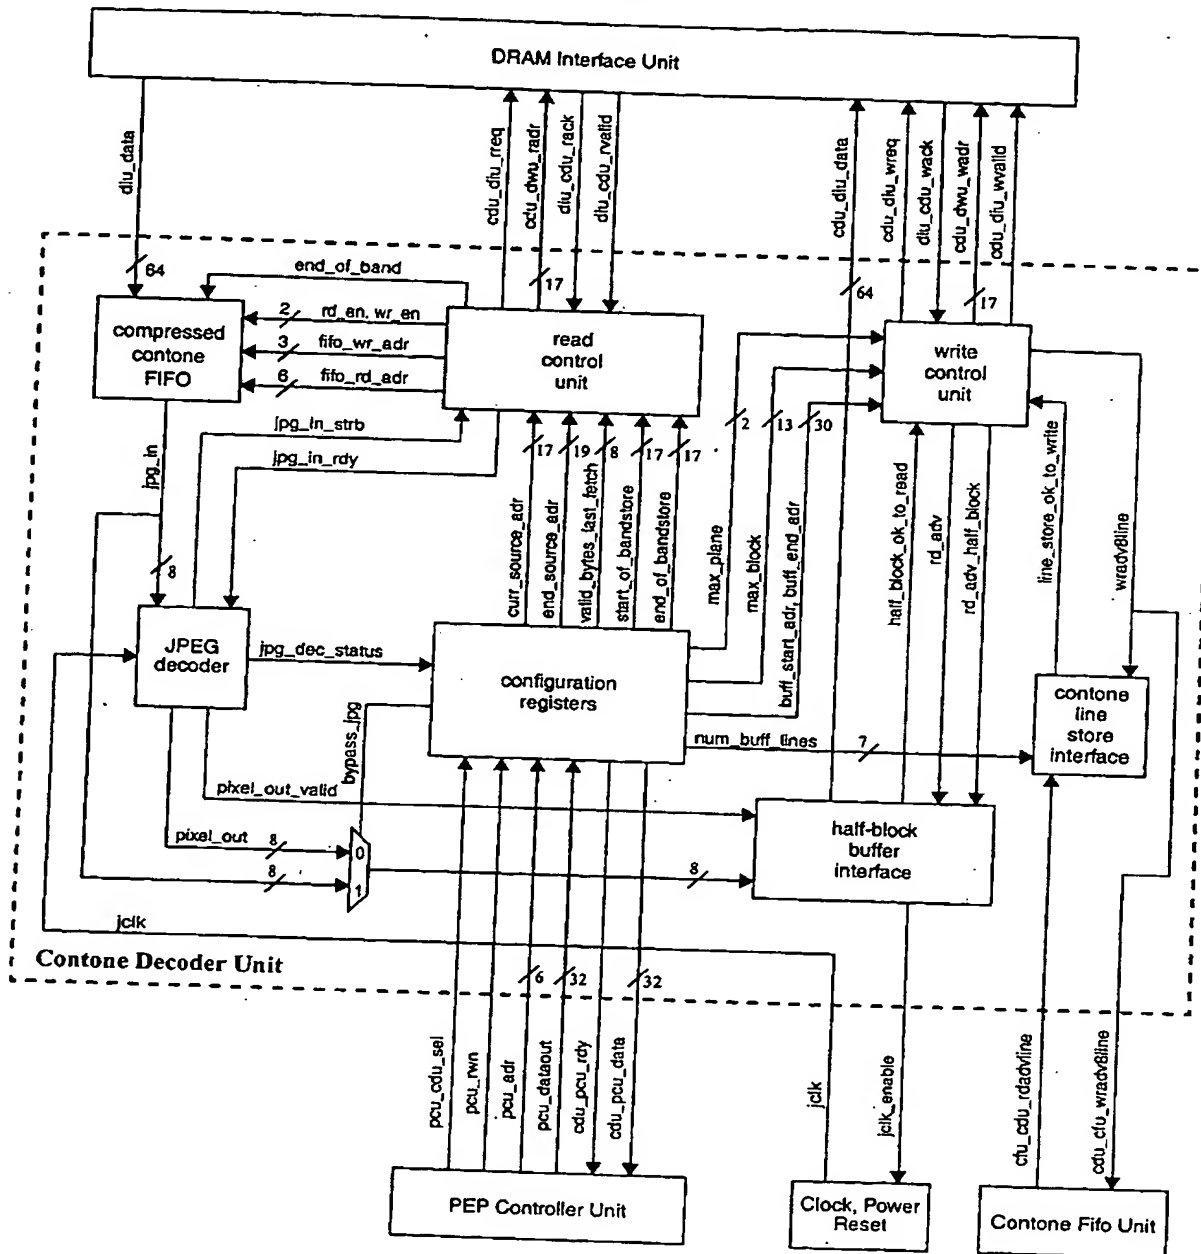 DRAM Interface Unit
diu_data
cdu_diu_rreq
cdu_dwu_radr
diu_cdu_rack
diu_cdu_rvalid
cdu_diu_data
cdu_diu_wreq
diu_cdu_wack
cdu_dwu_wadr
cdu_diu_wvalid
64
17
64
17
end_of_band
2
rd_en, wr_en
3
fifo_wr_adr
6
fifo_rd_adr
compressed
contone
FIFO
read
control
unit
write
control
unit
jpg_in
jpg_in_strb
jpg_in_rdy
17
19
8
17
17
2
13
30
curr_source_adr
end_source_adr
valid_bytes_last_fetch
start_of_bandstore
end_of_bandstore
max_plane
max_block
buff_start_adr, buff_end_adr
half_block_ok_to_read
rd_adv
rd_adv_half_block
line_store_ok_to_write
wradv8line
8
JPEG
decoder
jpg_dec_status
configuration
registers
contone
line
store
interface
num_buff_lines
7
bypass_jpg
pixel_out_valid
pixel_out
8
0
8
1
8
half-block
buffer
interface
jclk
Contone Decoder Unit
6
32
32
pcu_cdu_sel
pcu_rwn
pcu_adr
pcu_dataout
cdu_pcu_rdy
cdu_pcu_data
jclk
jclk_enable
cfu_cdu_rdadvline
cdu_cfu_wradv8line
PEP Controller Unit
Clock, Power
Reset
Contone Fifo Unit